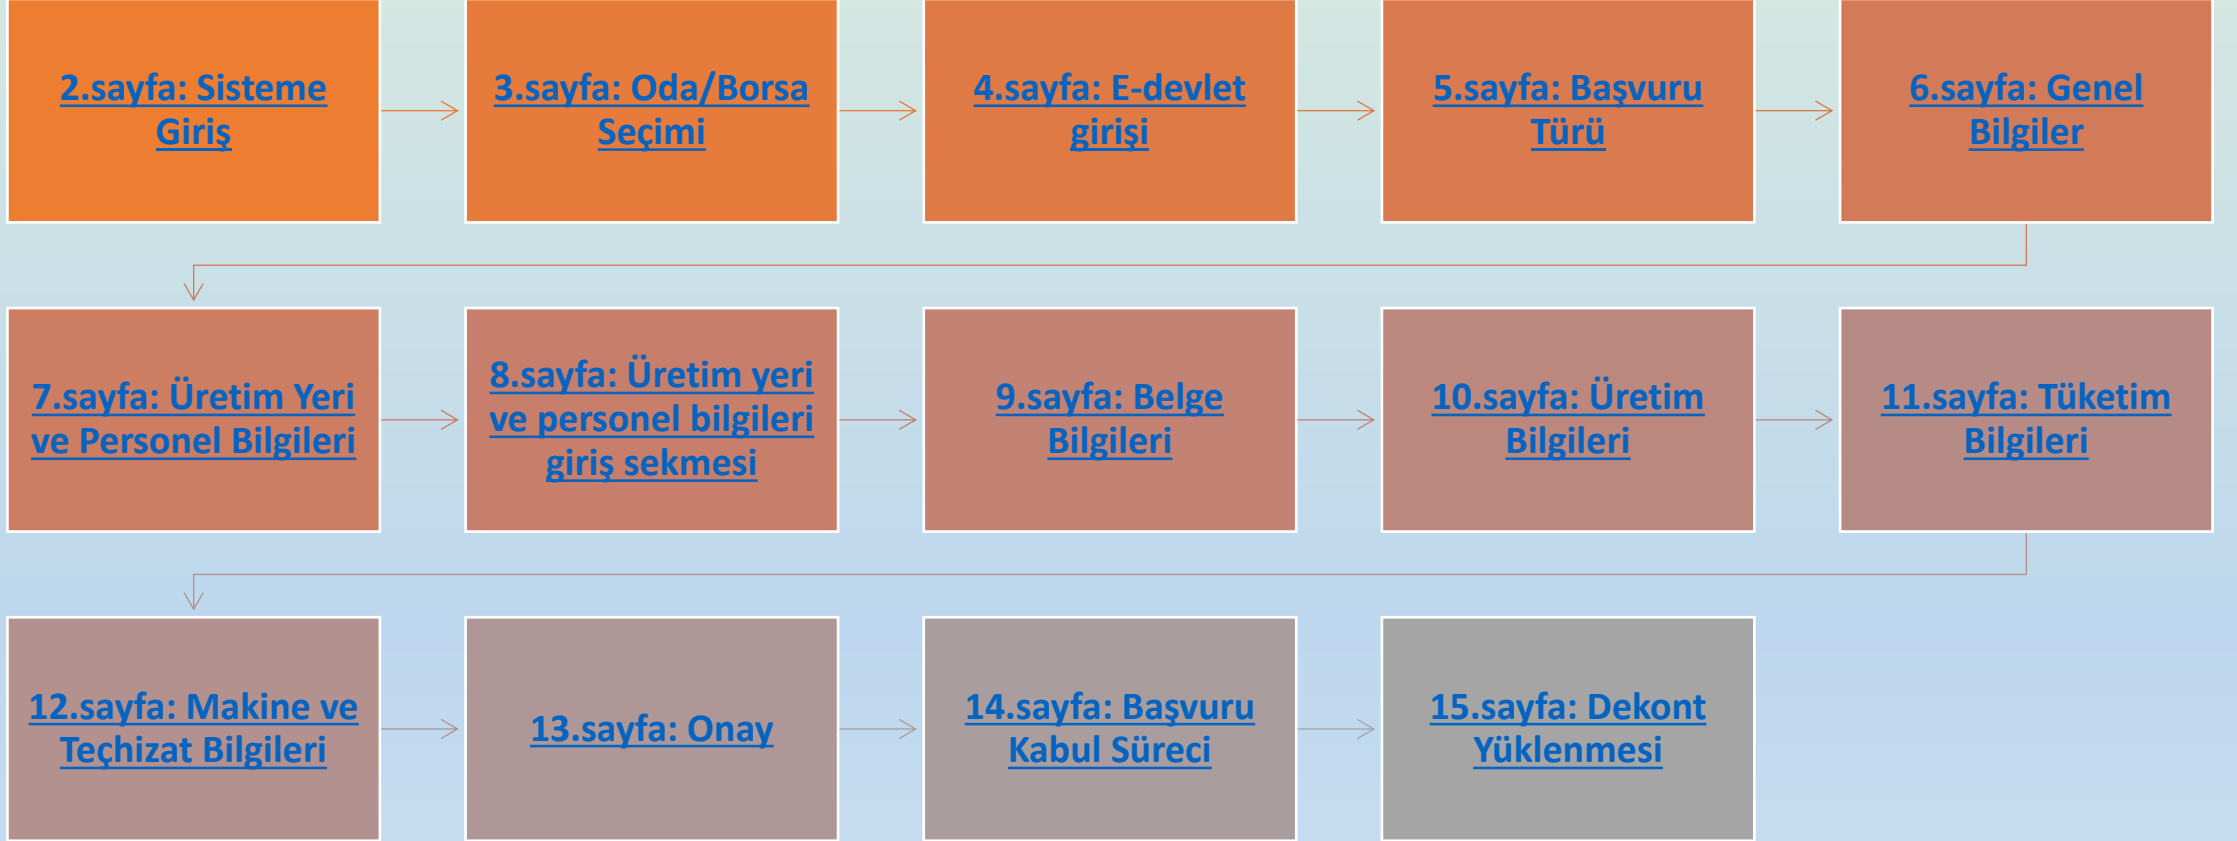 2.sayfa: Sisteme
Giriş
3.sayfa: Oda/Borsa
Seçimi
4.sayfa: E-devlet
girişi
5.sayfa: Başvuru
Türü
6.sayfa: Genel
Bilgiler
7.sayfa: Üretim Yeri
ve Personel Bilgileri
8.sayfa: Üretim yeri
ve personel bilgileri
giriş sekmesi
9.sayfa: Belge
Bilgileri
10.sayfa: Üretim
Bilgileri
11.sayfa: Tüketim
Bilgileri
12.sayfa: Makine ve
Teçhizat Bilgileri
13.sayfa: Onay
14.sayfa: Başvuru
Kabul Süreci
15.sayfa: Dekont
Yüklenmesi